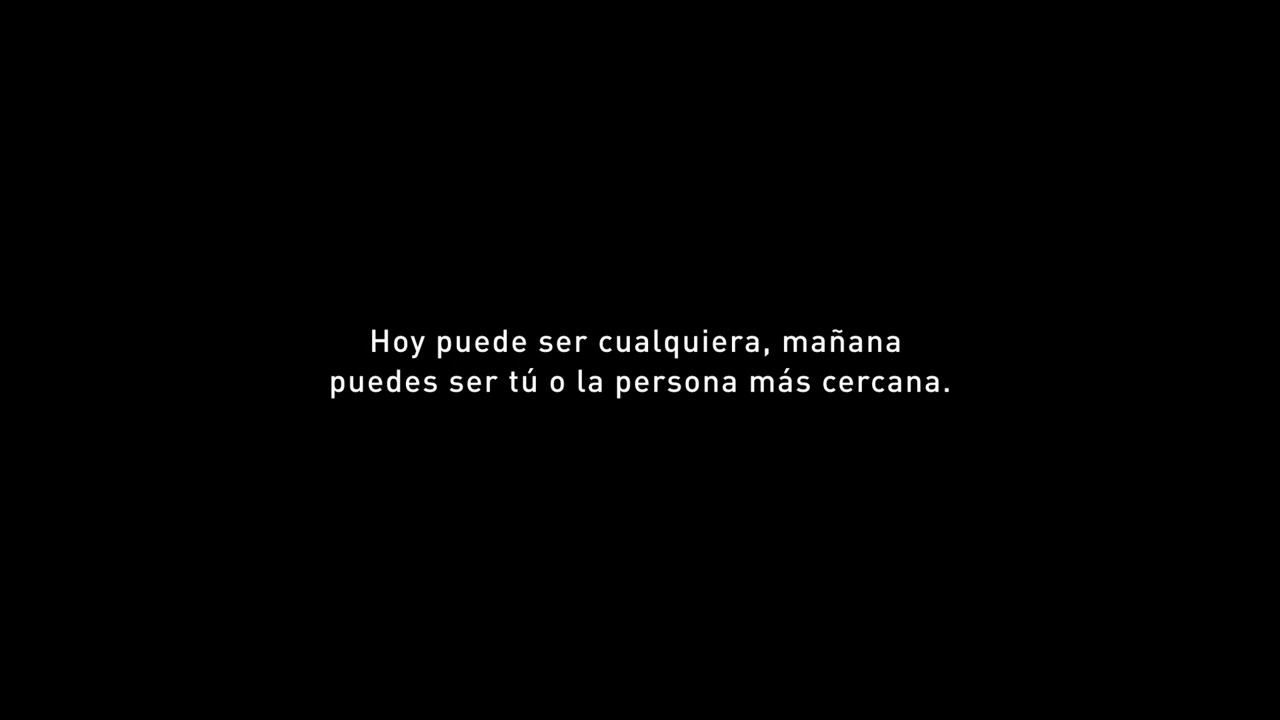 Hoy puede ser cualquiera, mañana
puedes ser tú o la persona más cercana.